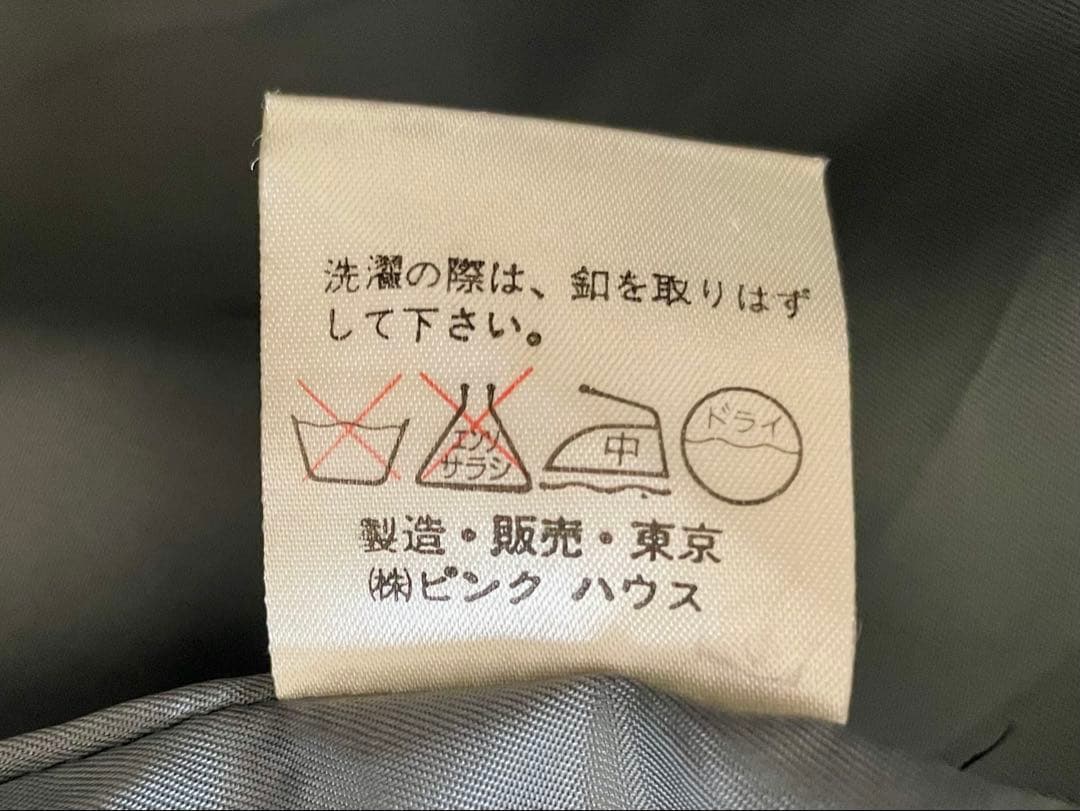 洗濯の際は、釦を取りはず
して下さい。
エンソ
サラシ
中
ドライ
製造・販売・東京
㈱ピンク ハウス